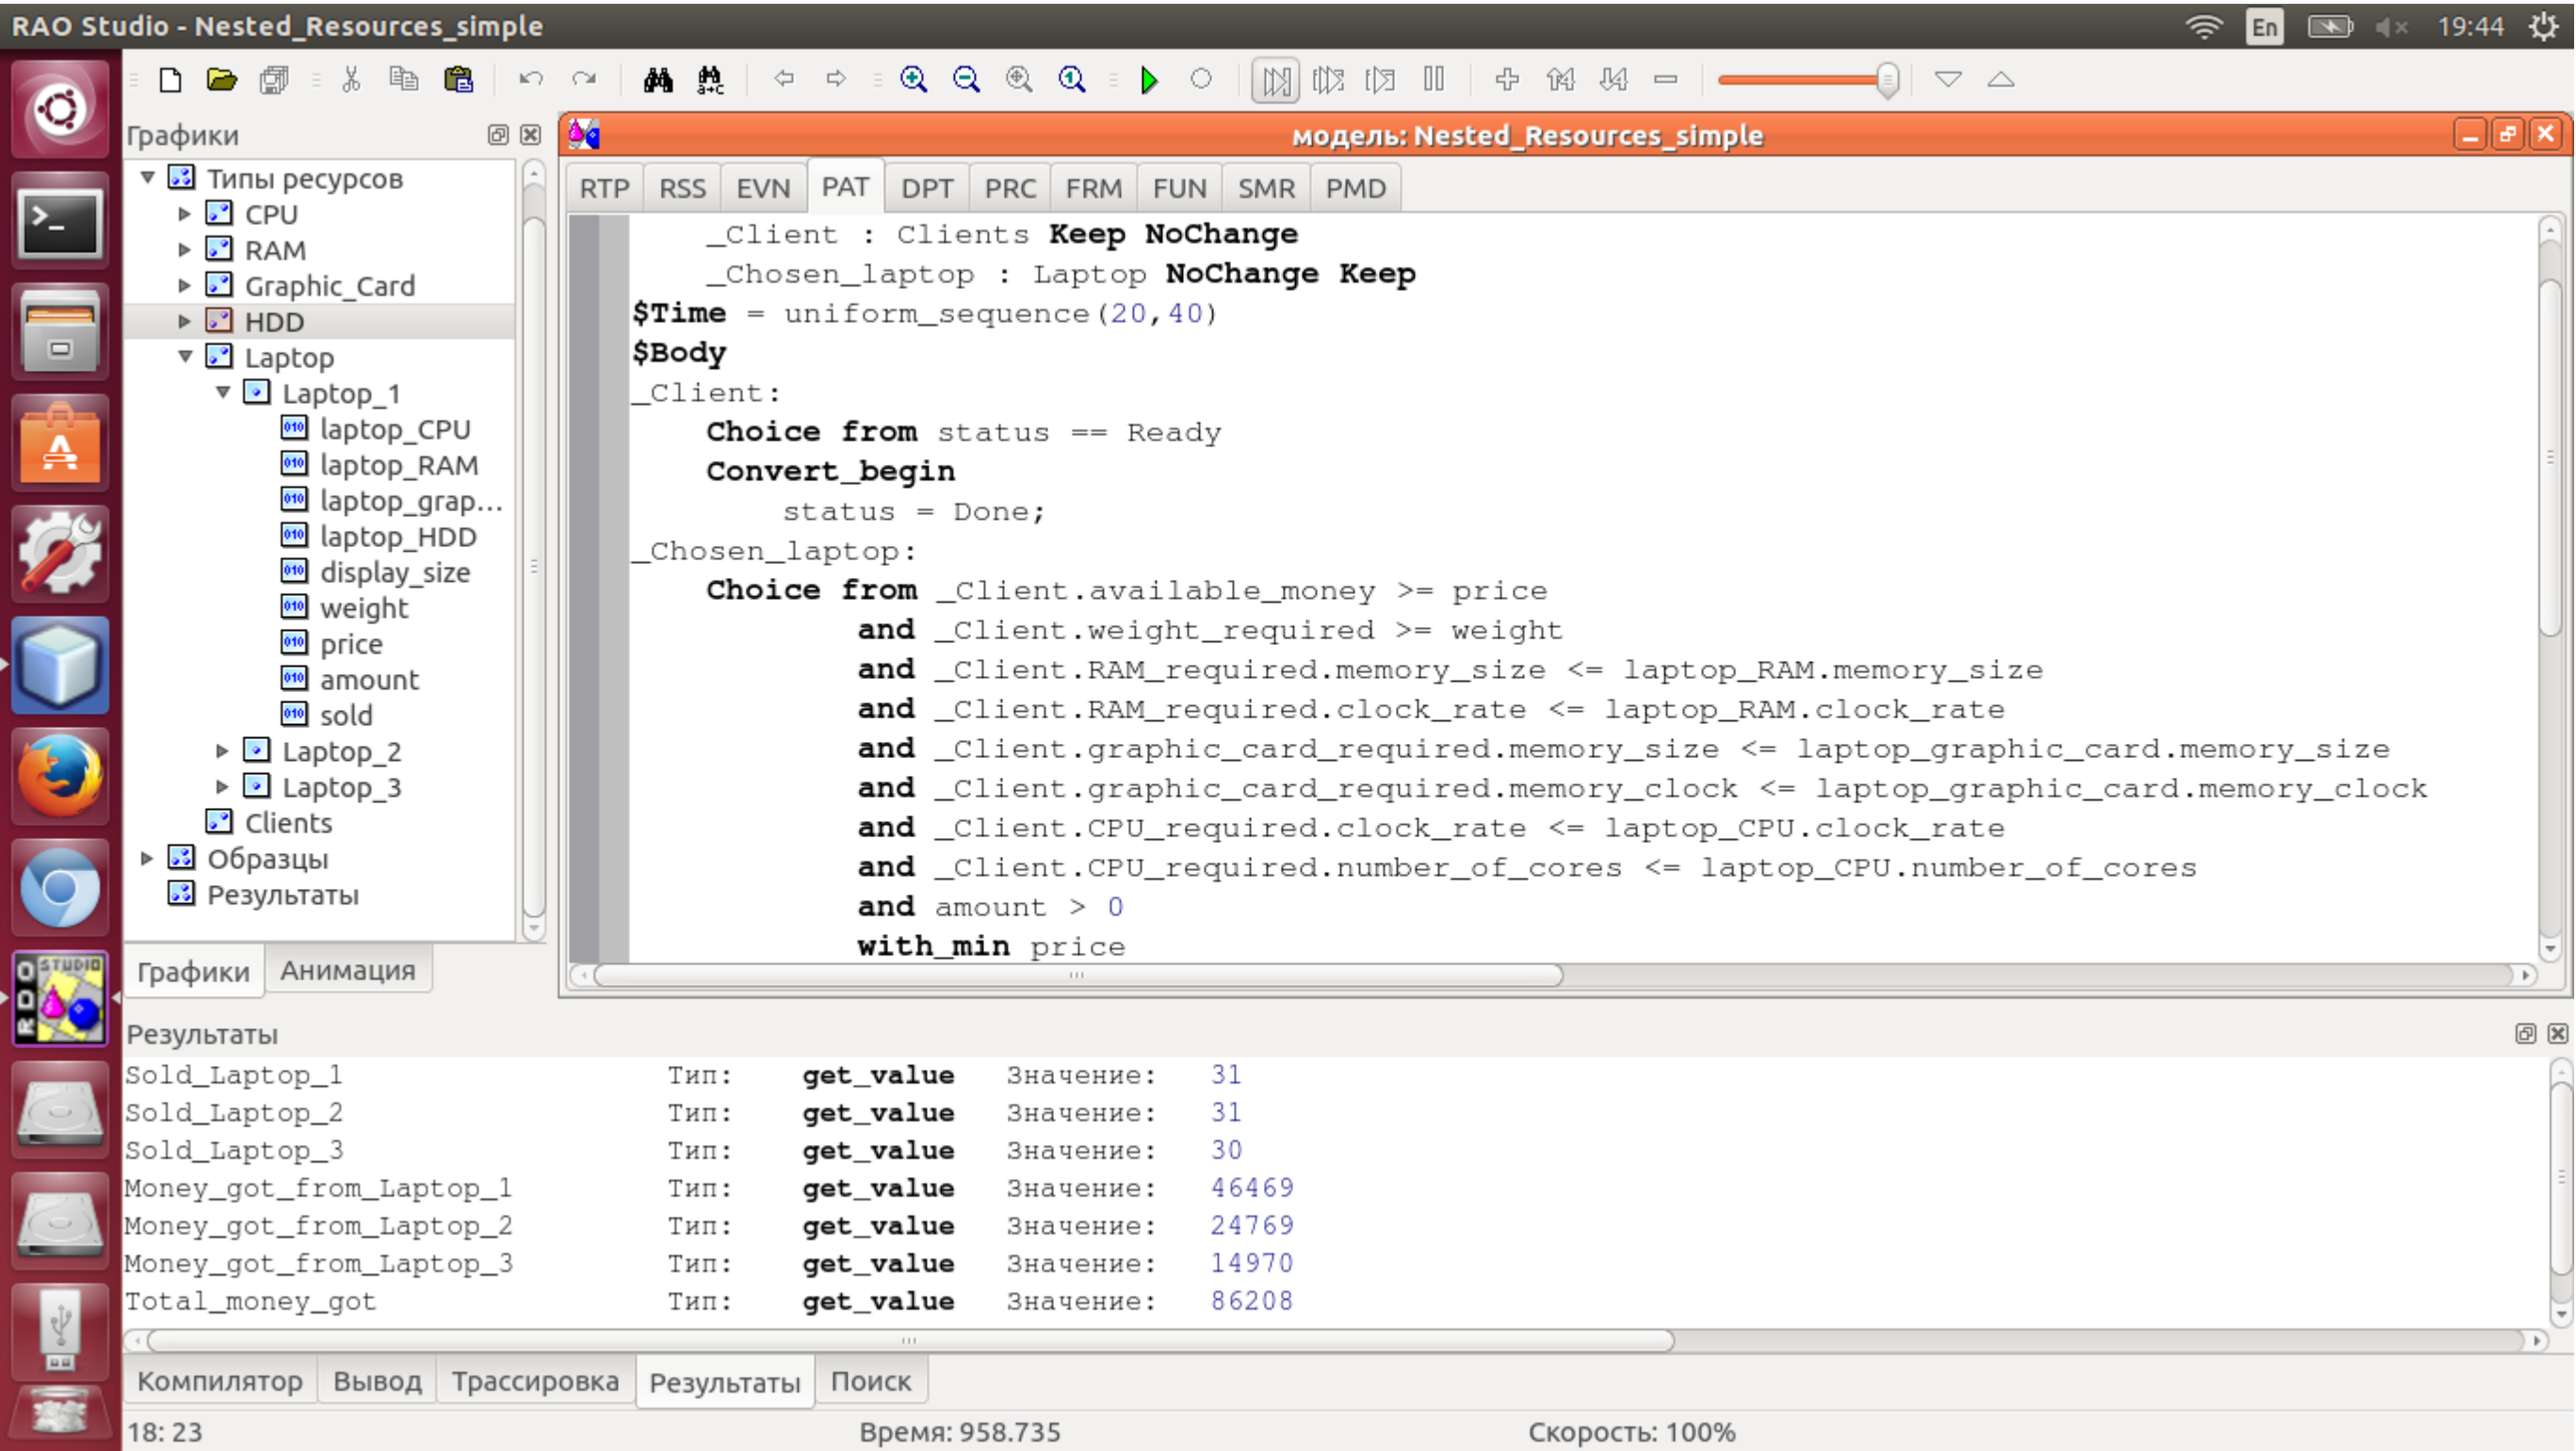 RAO Studio - Nested_Resources_simple
En
19:44
Графики
Типы ресурсов
CPU
RAM
Graphic_Card
HDD
Laptop
Laptop_1
laptop_CPU
laptop_RAM
laptop_grap...
laptop_HDD
display_size
weight
price
amount
sold
Laptop_2
Laptop_3
Clients
Образцы
Результаты
Графики Анимация
модель: Nested_Resources_simple
RTP RSS EVN PAT DPT PRC FRM FUN SMR PMD
_Client : Clients Keep NoChange
_Chosen_laptop : Laptop NoChange Keep
$Time = uniform_sequence(20,40)
$Body
_Client:
Choice from status == Ready
Convert_begin
status = Done;
_Chosen_laptop:
Choice from _Client.available_money >= price
and _Client.weight_required >= weight
and _Client.RAM_required.memory_size <= laptop_RAM.memory_size
and _Client.RAM_required.clock_rate <= laptop_RAM.clock_rate
and _Client.graphic_card_required.memory_size <= laptop_graphic_card.memory_size
and _Client.graphic_card_required.memory_clock <= laptop_graphic_card.memory_clock
and _Client.CPU_required.clock_rate <= laptop_CPU.clock_rate
and _Client.CPU_required.number_of_cores <= laptop_CPU.number_of_cores
and amount > 0
with_min price
Результаты
Sold_Laptop_1 Тип: get_value Значение: 31
Sold_Laptop_2 Тип: get_value Значение: 31
Sold_Laptop_3 Тип: get_value Значение: 30
Money_got_from_Laptop_1 Тип: get_value Значение: 46469
Money_got_from_Laptop_2 Тип: get_value Значение: 24769
Money_got_from_Laptop_3 Тип: get_value Значение: 14970
Total_money_got Тип: get_value Значение: 86208
Компилятор Вывод Трассировка Результаты Поиск
18: 23 Время: 958.735 Скорость: 100%